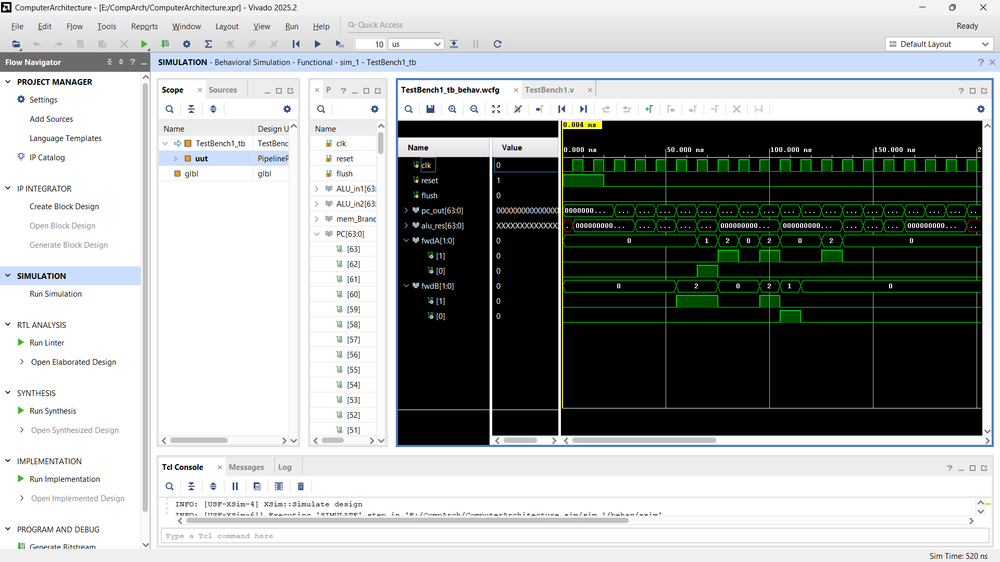 ComputerArchitecture - [E:/CompArch/ComputerArchitecture.xpr] - Vivado 2025.2
File Edit Flow Tools Reports Window Layout View Run Help Quick Access
Ready
10 us
Default Layout
Flow Navigator
SIMULATION - Behavioral Simulation - Functional - sim_1 - TestBench1_tb
PROJECT MANAGER
Settings
Add Sources
Language Templates
IP Catalog
IP INTEGRATOR
Create Block Design
Open Block Design
Generate Block Design
SIMULATION
Run Simulation
RTL ANALYSIS
Run Linter
Open Elaborated Design
SYNTHESIS
Run Synthesis
Open Synthesized Design
IMPLEMENTATION
Run Implementation
Open Implemented Design
PROGRAM AND DEBUG
Generate Bitstream
Scope Sources
Name Design U
TestBench1_tb TestBenc
uut PipelineP
glbl glbl
P
Name
clk
reset
flush
ALU_in1[63:
ALU_in2[63:
mem_Branc
PC[63:0]
[63]
[62]
[61]
[60]
[59]
[58]
[57]
[56]
[55]
[54]
[53]
[52]
[51]
TestBench1_tb_behav.wcfg TestBench1.v
Name Value
clk 0
reset 1
flush 0
pc_out[63:0] 0000000000000000
alu_res[63:0] XXXXXXXXXXXXXX
fwdA[1:0] 0
[1] 0
[0] 0
fwdB[1:0] 0
[1] 0
[0] 0
0.004 ns
0.000 ns 50.000 ns 100.000 ns 150.000 ns 2
0000000... ... ... ... ... ... ... ... ... ... ... ... ... ... ... ... ... ... ..
. 000000000... ... ... ... ... 000000000... 000000000... ... ... ... 000000000... ..
0 1 2 0 2 0 2 0
0 2 0 2 1 0
Tcl Console Messages Log
INFO: [USF-XSim-4] XSim::Simulate design
INFO: [USF-XSim-61] Executing 'SIMULATE' step in 'E:/CompArch/ComputerArchitecture.sim/sim_1/behav/xsim'
Type a Tcl command here
Sim Time: 520 ns